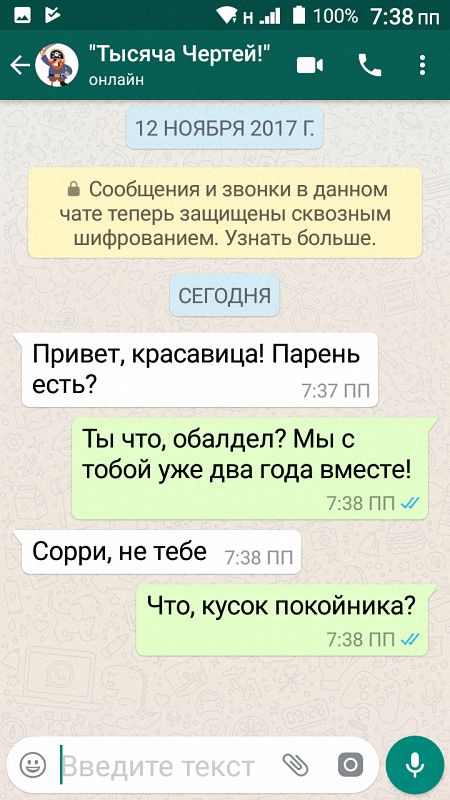 H 100% 7:38 ПП
"Тысяча Чертей!"
онлайн
12 НОЯБРЯ 2017 Г.
Сообщения и звонки в данном
чате теперь защищены сквозным
шифрованием. Узнать больше.
СЕГОДНЯ
Привет, красавица! Парень
есть?
7:37 ПП
Ты что, обалдел? Мы с
тобой уже два года вместе!
7:38 ПП
Сорри, не тебе 7:38 ПП
Что, кусок покойника?
7:38 ПП
Введите текст